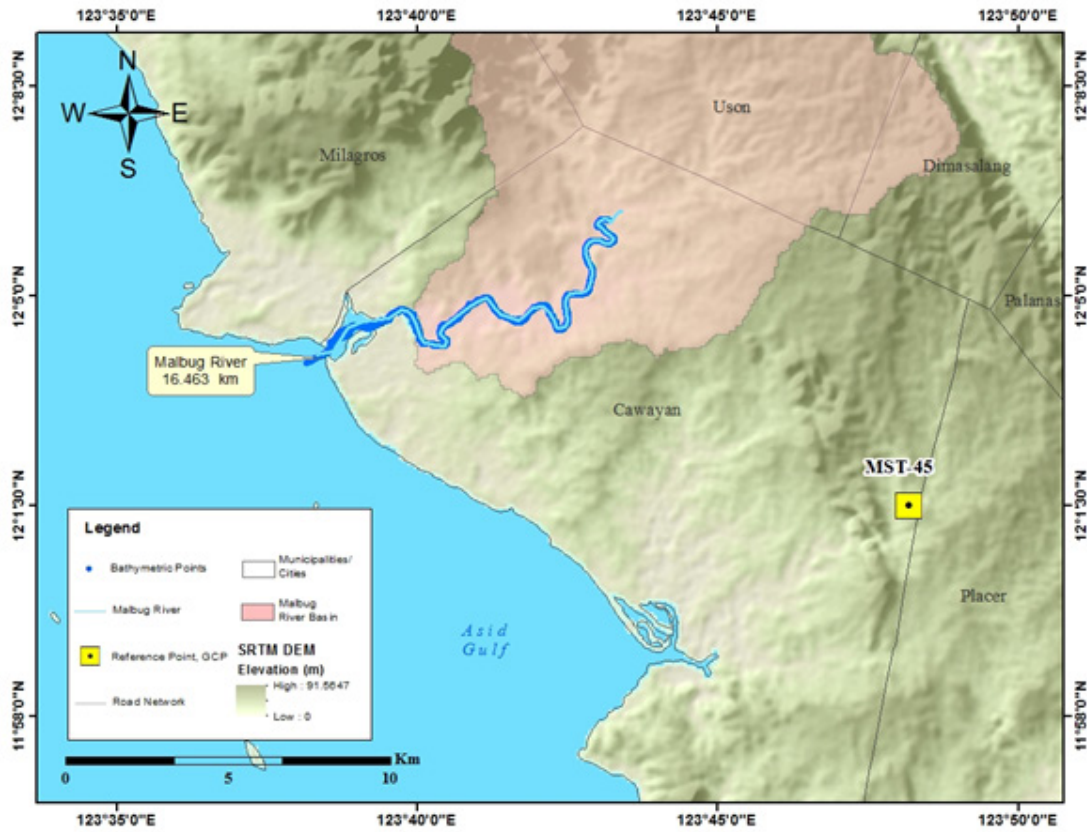 123°35'0"E 123°40'0"E 123°45'0"E 123°50'0"E
N
W E
S
12°8'30"N
12°8'30"N
Uson
Milagros
Dimasalang
12°5'0"N
12°5'0"N
Palanas
Malbug River
16.463 km
Cawayan
MST-45
12°1'30"N
12°1'30"N
Legend
Bathymetric Points
Municipalities/
Cities
Malbug River
Malbug
River Basin
Reference Point, GCP
SRTM DEM
Elevation (m)
High : 91.5647
Low : 0
Road Network
Placer
Asid
Gulf
11°58'0"N
11°58'0"N
Km
0 5 10
123°35'0"E 123°40'0"E 123°45'0"E 123°50'0"E